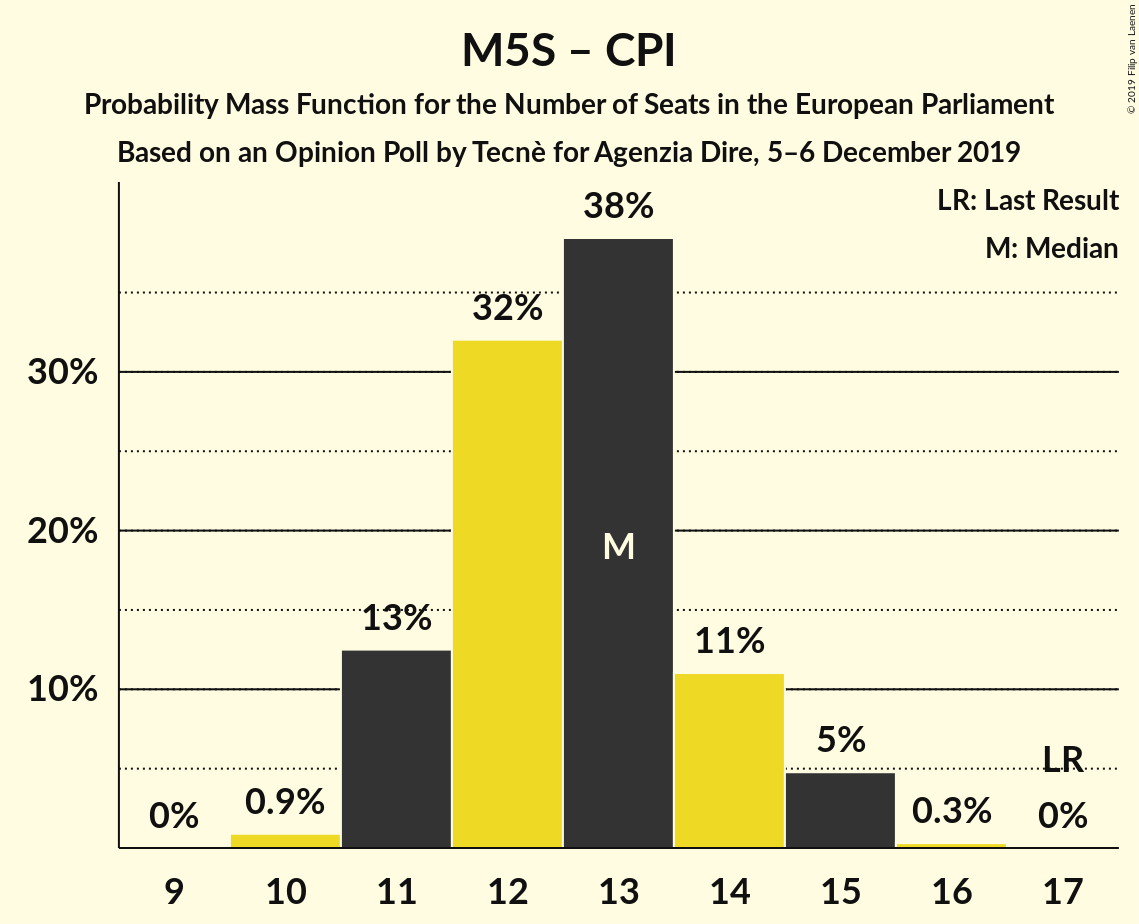 M5S – CPI
Probability Mass Function for the Number of Seats in the European Parliament
Based on an Opinion Poll by Tecnè for Agenzia Dire, 5–6 December 2019
© 2019 Filip van Laenen
LR: Last Result
M: Median
38%
32%
30%
20%
M
13%
11%
10%
5%
LR
0%
0.9%
0.3%
0%
9 10 11 12 13 14 15 16 17